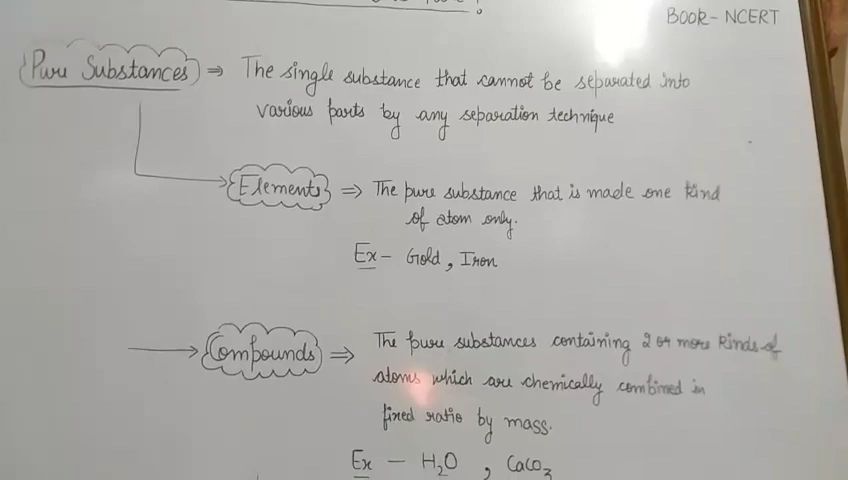 BOOK - NCERT
Pure Substances ⇒ The single substance that cannot be separated into
various parts by any separation technique
Elements ⇒ The pure substance that is made one kind
of atom only.
Ex - Gold, Iron
Compounds ⇒ The pure substances containing 2 or more kinds of
atoms which are chemically combined in
fixed ratio by mass.
Ex - H₂O, CaCO₃